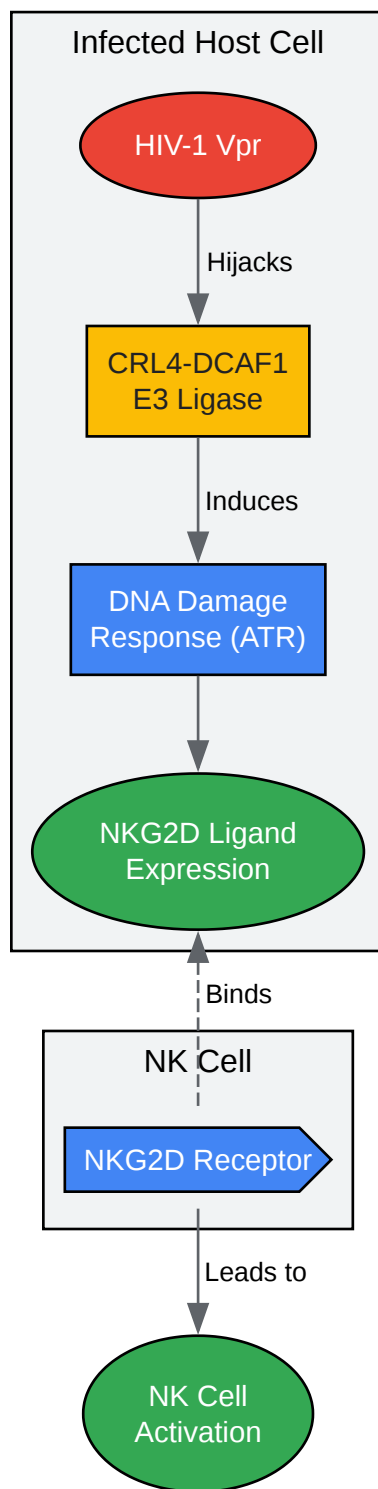 Infected Host Cell
HIV-1 Vpr
Hijacks
CRL4-DCAF1
E3 Ligase
Induces
DNA Damage
Response (ATR)
NKG2D Ligand
Expression
Binds
NK Cell
NKG2D Receptor
Leads to
NK Cell
Activation